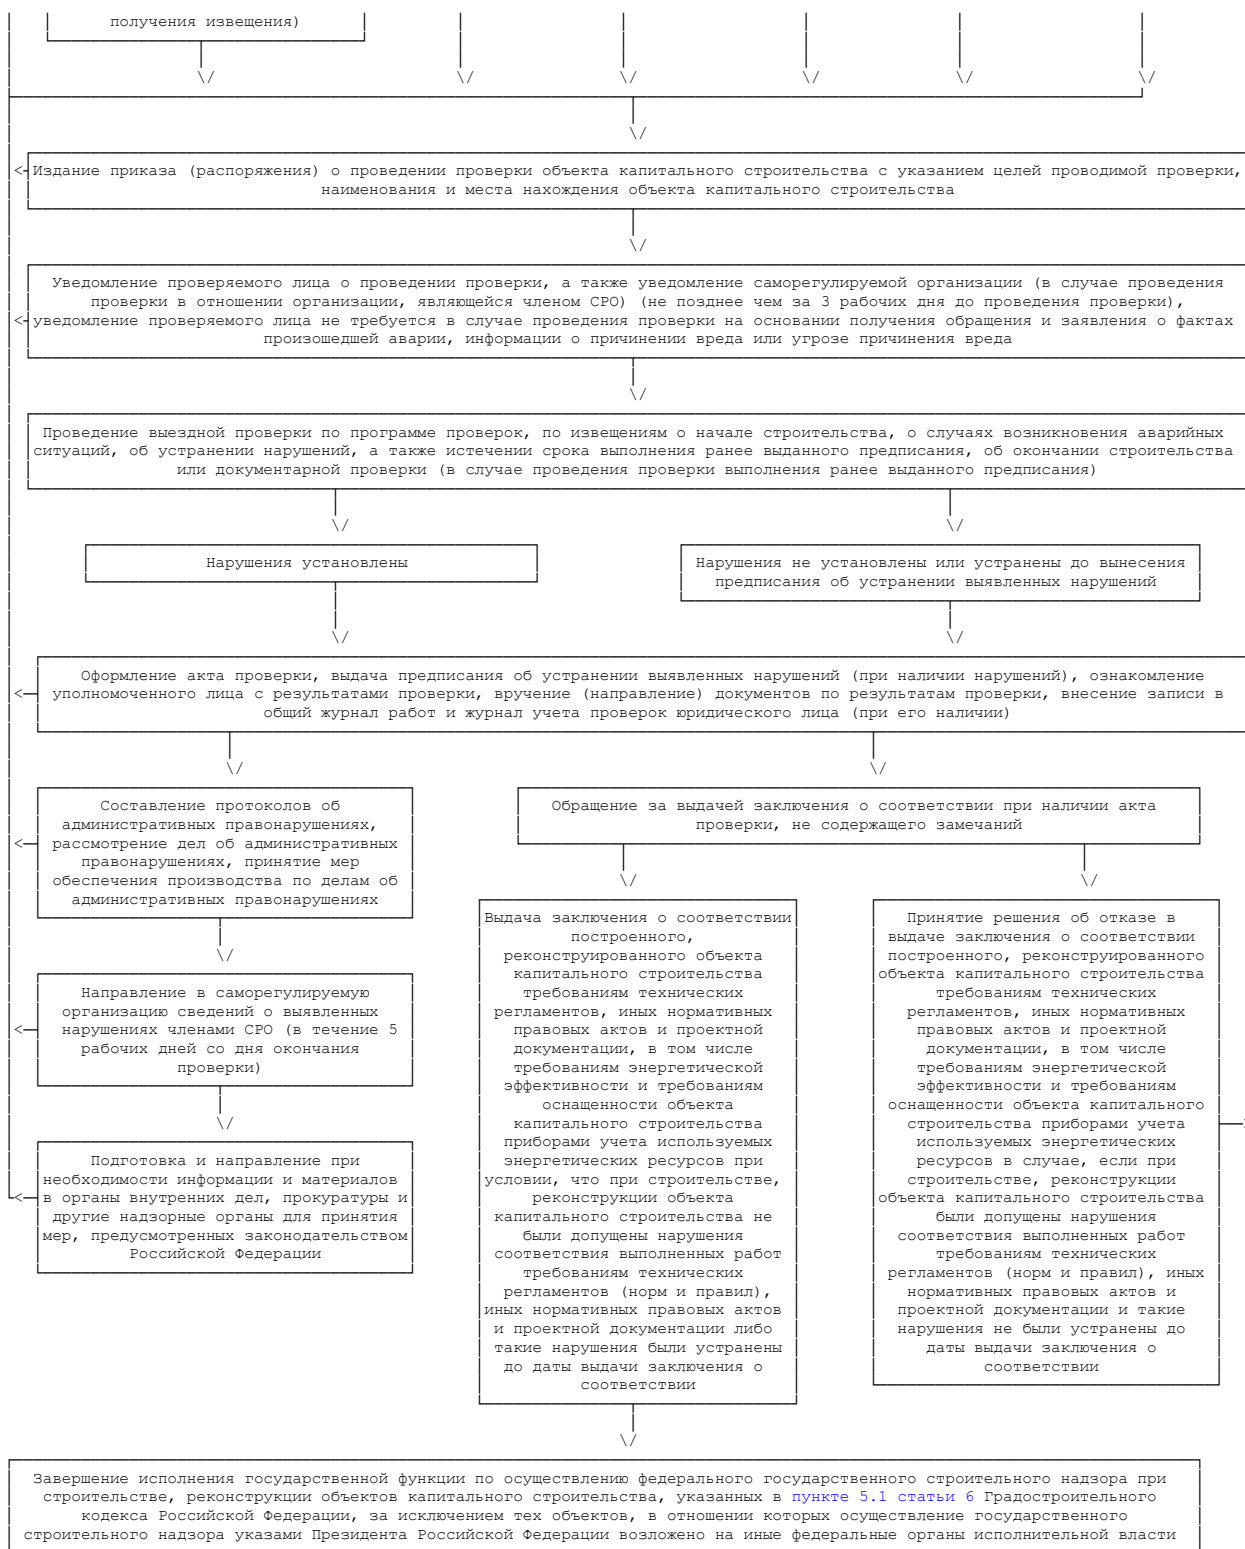 получения извещения)
Издание приказа (распоряжения) о проведении проверки объекта капитального строительства с указанием целей проводимой проверки,
наименования и места нахождения объекта капитального строительства
Уведомление проверяемого лица о проведении проверки, а также уведомление саморегулируемой организации (в случае проведения
проверки в отношении организации, являющейся членом СРО) (не позднее чем за 3 рабочих дня до проведения проверки),
уведомление проверяемого лица не требуется в случае проведения проверки на основании получения обращения и заявления о фактах
произошедшей аварии, информации о причинении вреда или угрозе причинения вреда
Проведение выездной проверки по программе проверок, по извещениям о начале строительства, о случаях возникновения аварийных
ситуаций, об устранении нарушений, а также истечении срока выполнения ранее выданного предписания, об окончании строительства
или документарной проверки (в случае проведения проверки выполнения ранее выданного предписания)
Нарушения установлены
Нарушения не установлены или устранены до вынесения
предписания об устранении выявленных нарушений
Оформление акта проверки, выдача предписания об устранении выявленных нарушений (при наличии нарушений), ознакомление
уполномоченного лица с результатами проверки, вручение (направление) документов по результатам проверки, внесение записи в
общий журнал работ и журнал учета проверок юридического лица (при его наличии)
Составление протоколов об
административных правонарушениях,
рассмотрение дел об административных
правонарушениях, принятие мер
обеспечения производства по делам об
административных правонарушениях
Обращение за выдачей заключения о соответствии при наличии акта
проверки, не содержащего замечаний
Направление в саморегулируемую
организацию сведений о выявленных
нарушениях членами СРО (в течение 5
рабочих дней со дня окончания
проверки)
Подготовка и направление при
необходимости информации и материалов
в органы внутренних дел, прокуратуры и
другие надзорные органы для принятия
мер, предусмотренных законодательством
Российской Федерации
Выдача заключения о соответствии
построенного,
реконструированного объекта
капитального строительства
требованиям технических
регламентов, иных нормативных
правовых актов и проектной
документации, в том числе
требованиям энергетической
эффективности и требованиям
оснащенности объекта
капитального строительства
приборами учета используемых
энергетических ресурсов при
условии, что при строительстве,
реконструкции объекта
капитального строительства не
были допущены нарушения
соответствия выполненных работ
требованиям технических
регламентов (норм и правил),
иных нормативных правовых актов
и проектной документации либо
такие нарушения были устранены
до даты выдачи заключения о
соответствии
Принятие решения об отказе в
выдаче заключения о соответствии
построенного, реконструированного
объекта капитального строительства
требованиям технических
регламентов, иных нормативных
правовых актов и проектной
документации, в том числе
требованиям энергетической
эффективности и требованиям
оснащенности объекта капитального
строительства приборами учета
используемых энергетических
ресурсов в случае, если при
строительстве, реконструкции
объекта капитального строительства
были допущены нарушения
соответствия выполненных работ
требованиям технических
регламентов (норм и правил), иных
нормативных правовых актов и
проектной документации и такие
нарушения не были устранены до
даты выдачи заключения о
соответствии
Завершение исполнения государственной функции по осуществлению федерального государственного строительного надзора при
строительстве, реконструкции объектов капитального строительства, указанных в пункте 5.1 статьи 6 Градостроительного
кодекса Российской Федерации, за исключением тех объектов, в отношении которых осуществление государственного
строительного надзора указами Президента Российской Федерации возложено на иные федеральные органы исполнительной власти